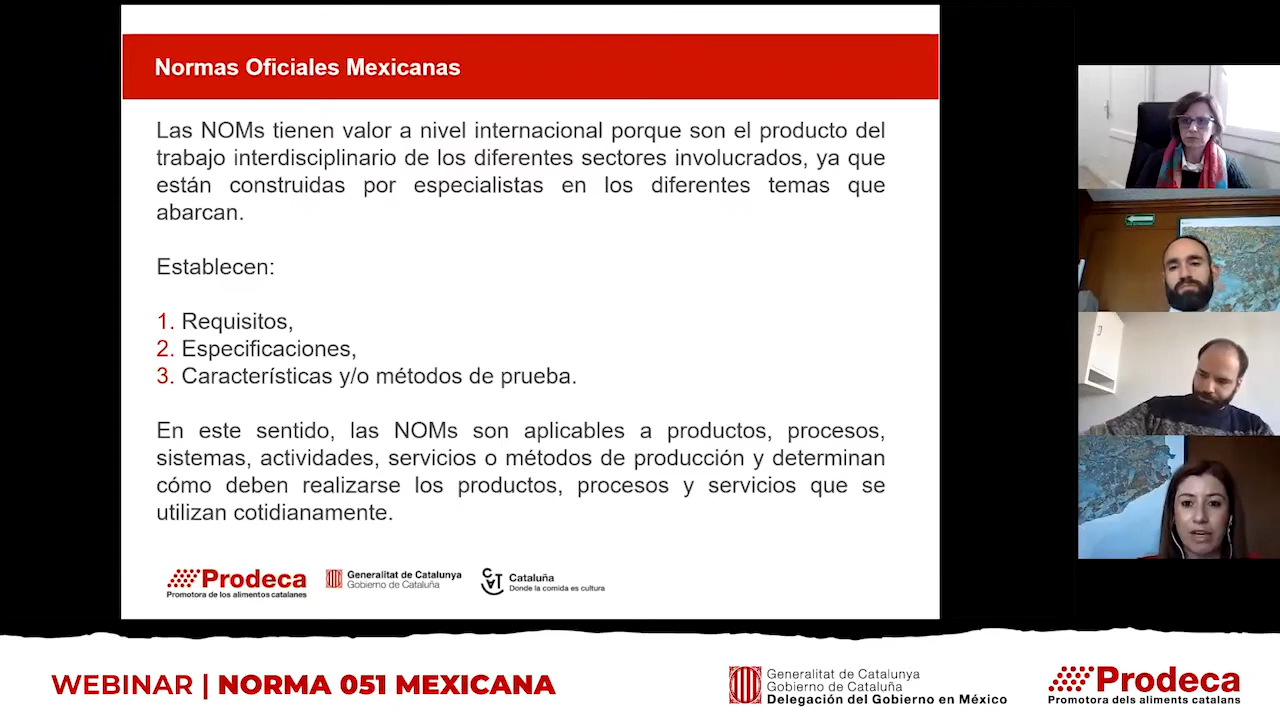 Normas Oficiales Mexicanas
Las NOMs tienen valor a nivel internacional porque son el producto del
trabajo interdisciplinario de los diferentes sectores involucrados, ya que
están construidas por especialistas en los diferentes temas que
abarcan.
Establecen:
1. Requisitos,
2. Especificaciones,
3. Características y/o métodos de prueba.
En este sentido, las NOMs son aplicables a productos, procesos,
sistemas, actividades, servicios o métodos de producción y determinan
cómo deben realizarse los productos, procesos y servicios que se
utilizan cotidianamente.
Prodeca
Promotora de los alimentos catalanes
Generalitat de Catalunya
Gobierno de Cataluña
CAT
Cataluña
Donde la comida es cultura
WEBINAR | NORMA 051 MEXICANA
Generalitat de Catalunya
Gobierno de Cataluña
Delegación del Gobierno en México
Prodeca
Promotora dels aliments catalans